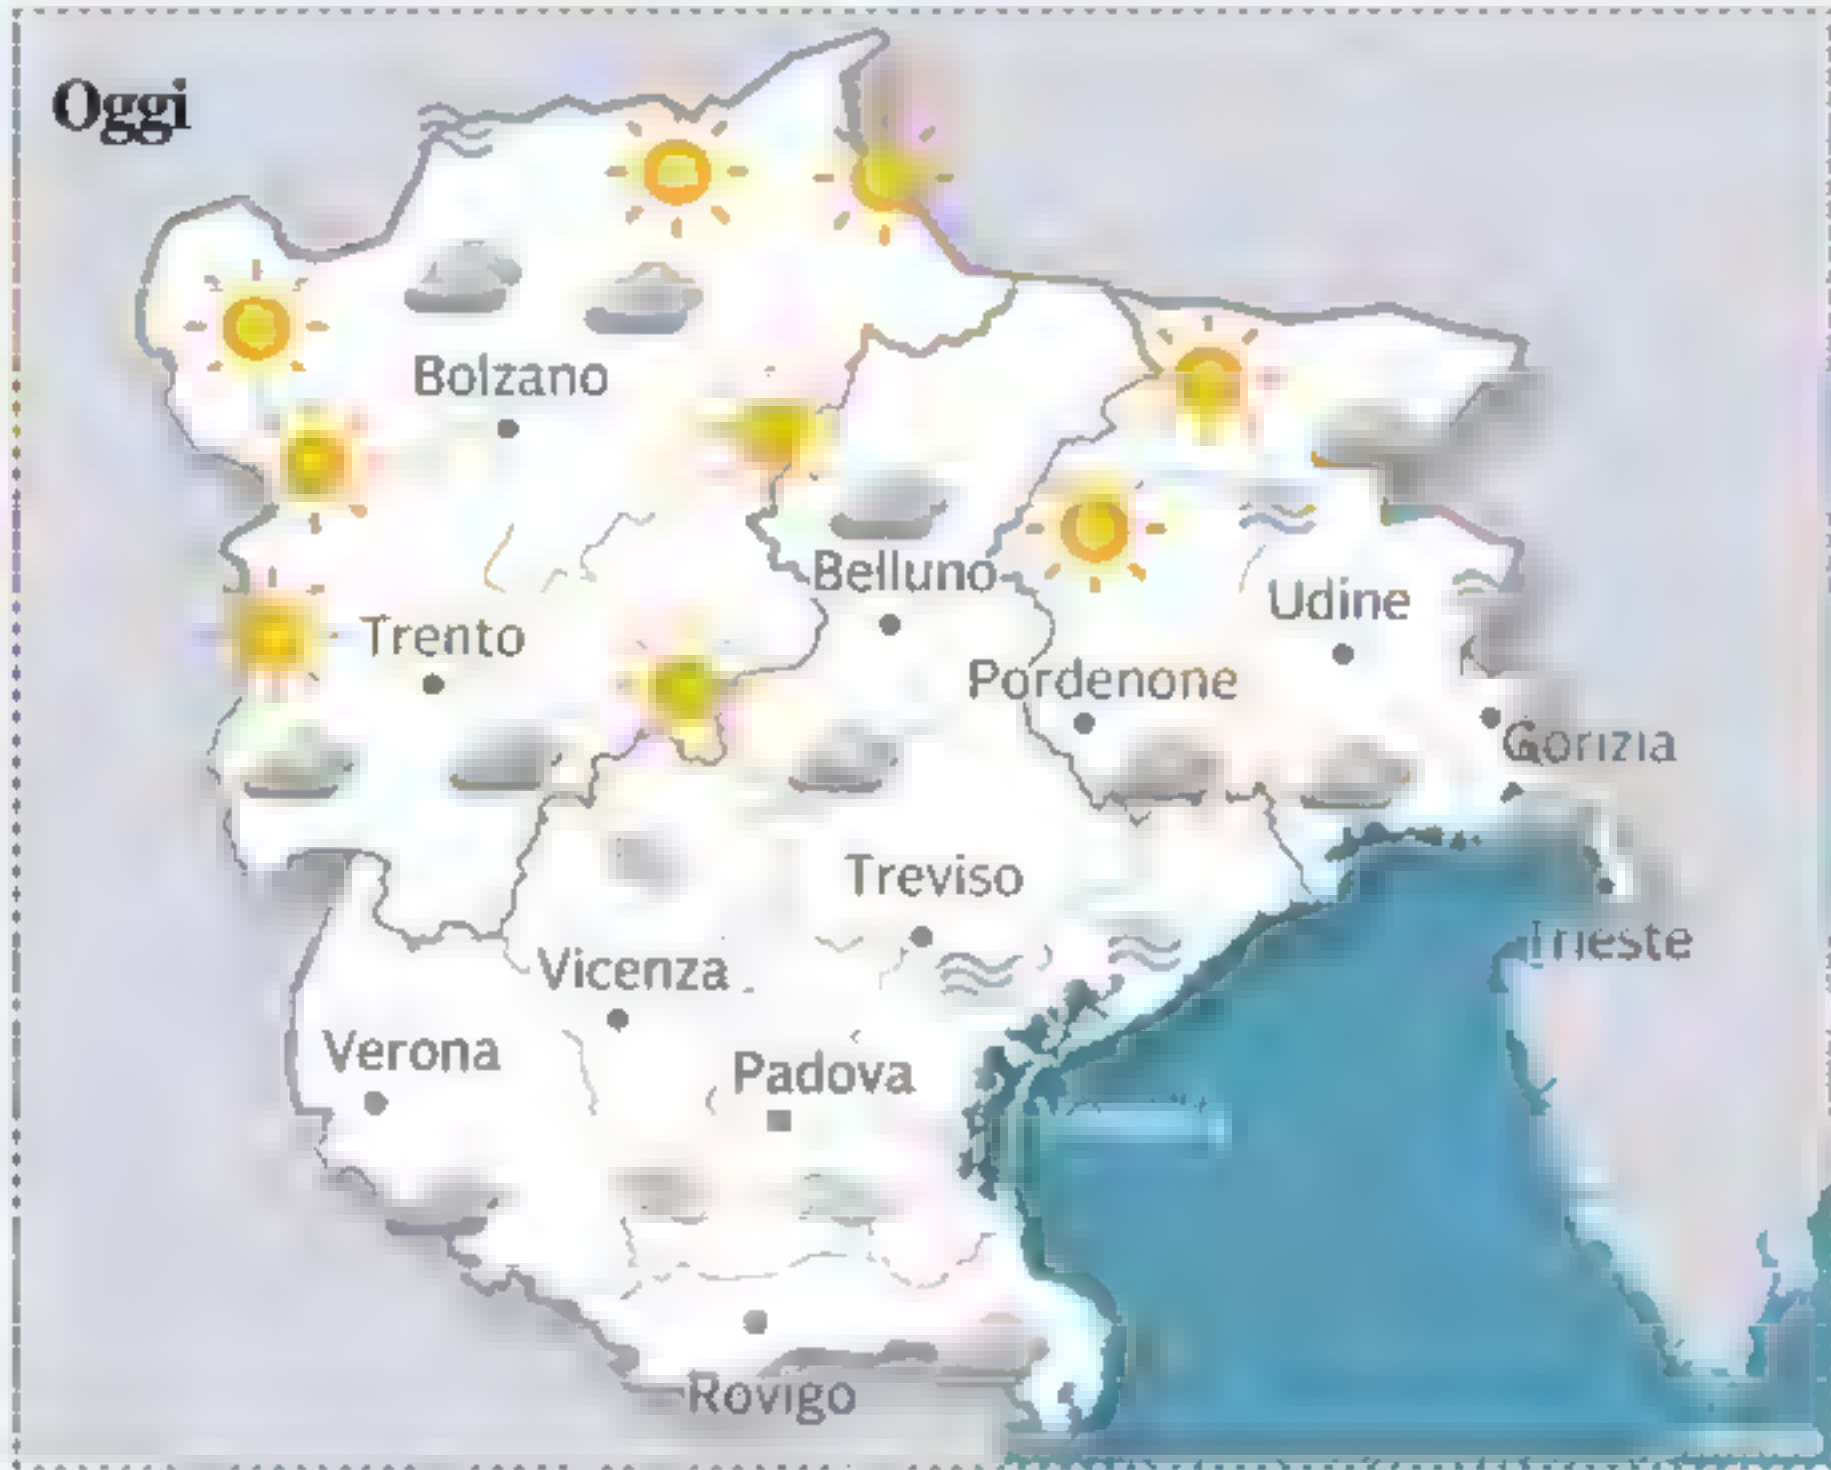 Oggi
Bolzano
Belluno
Udine
Trento
Pordenone
Gorizia
Treviso
Trieste
Vicenza
Verona
Padova
Rovigo